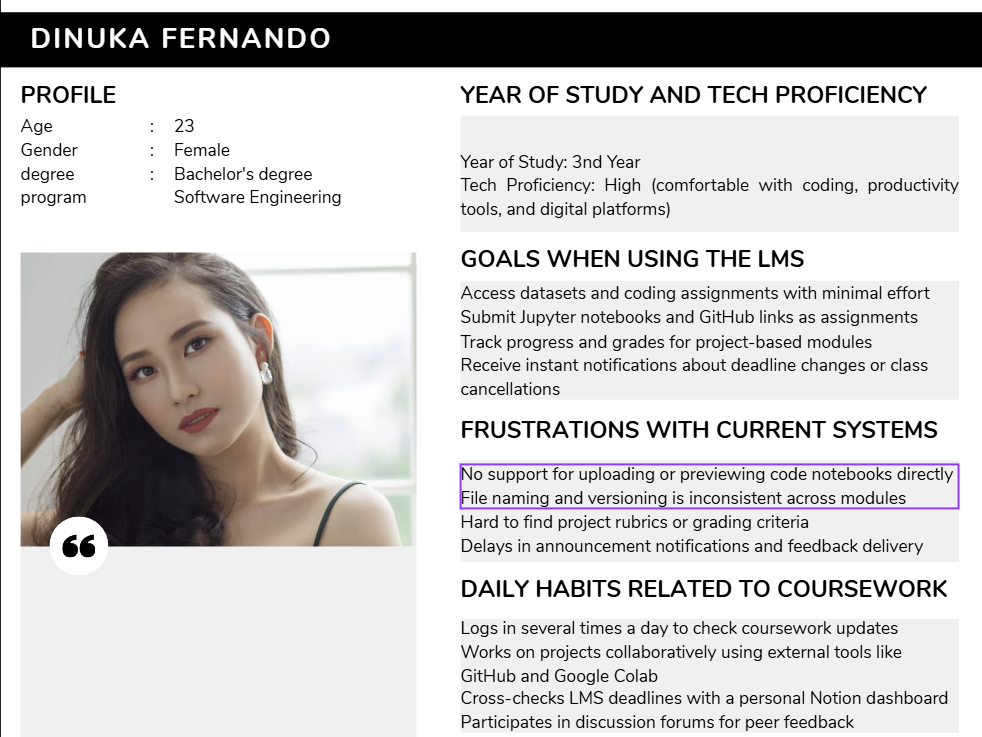 DINUKA FERNANDO
PROFILE
Age : 23
Gender : Female
degree : Bachelor's degree
program Software Engineering
YEAR OF STUDY AND TECH PROFICIENCY
Year of Study: 3nd Year
Tech Proficiency: High (comfortable with coding, productivity
tools, and digital platforms)
GOALS WHEN USING THE LMS
Access datasets and coding assignments with minimal effort
Submit Jupyter notebooks and GitHub links as assignments
Track progress and grades for project-based modules
Receive instant notifications about deadline changes or class
cancellations
FRUSTRATIONS WITH CURRENT SYSTEMS
No support for uploading or previewing code notebooks directly
File naming and versioning is inconsistent across modules
Hard to find project rubrics or grading criteria
Delays in announcement notifications and feedback delivery
DAILY HABITS RELATED TO COURSEWORK
Logs in several times a day to check coursework updates
Works on projects collaboratively using external tools like
GitHub and Google Colab
Cross-checks LMS deadlines with a personal Notion dashboard
Participates in discussion forums for peer feedback